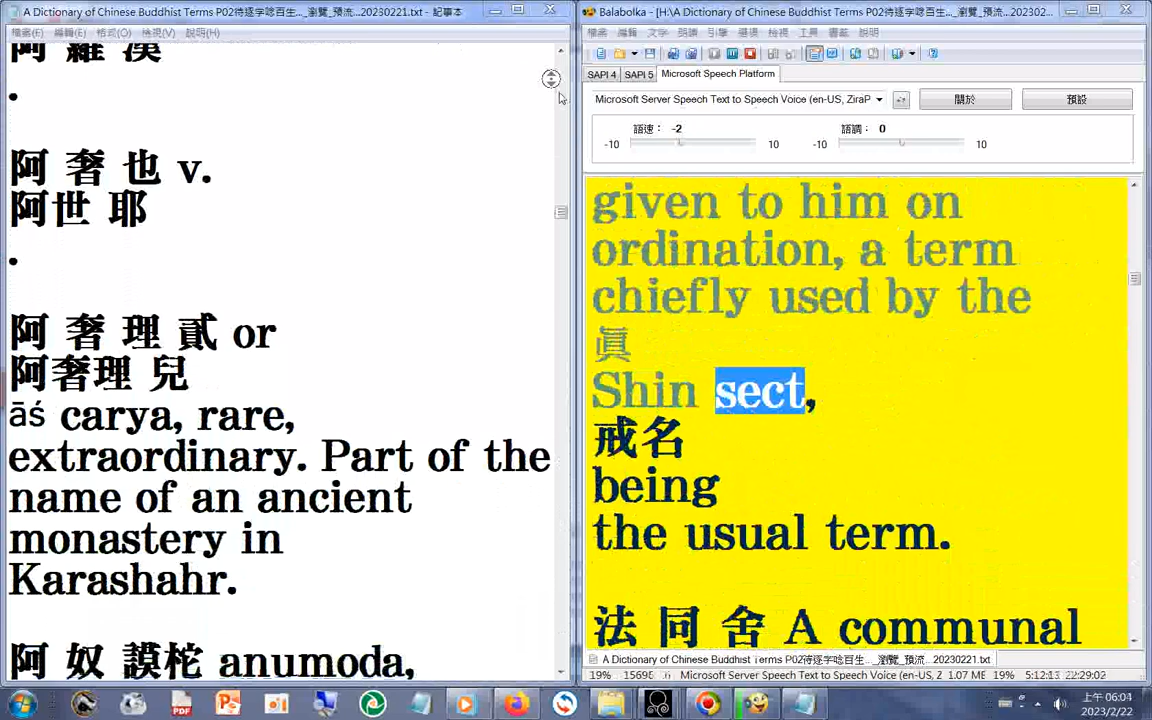 A Dictionary of Chinese Buddhist Terms P02待逐字唸百生..._瀏覽_預流...20230221.txt - 記事本
檔案(F) 編輯(E) 格式(O) 檢視(V) 說明(H)
阿 羅 漢
.
阿 奢 也 v.
阿世 耶
.
阿 奢 理 貳 or
阿奢理 兒
āś carya, rare,
extraordinary. Part of the
name of an ancient
monastery in
Karashahr.
阿 奴 謨柁 anumoda,
Balabolka - [H:\A Dictionary of Chinese Buddhist Terms P02待逐字唸百生..._瀏覽_預流...202302...
檔案 編輯 文字 朗讀 引擎 選項 檢視 工具 書籤 說明
SAPI 4 SAPI 5 Microsoft Speech Platform
Microsoft Server Speech Text to Speech Voice (en-US, ZiraP
關於
預設
語速： -2
語調： 0
-10 10 -10 10
given to him on
ordination, a term
chiefly used by the
眞
Shin sect,
戒名
being
the usual term.
法 同 舍 A communal
A Dictionary of Chinese Buddhist Terms P02待逐字唸百生..._瀏覽_預流...20230221.txt
19% Microsoft Server Speech Text to Speech Voice (en-US, ZiraP... 1.07 MB 19% 5:12:13 22:29:02
上午 06:04
2023/2/22